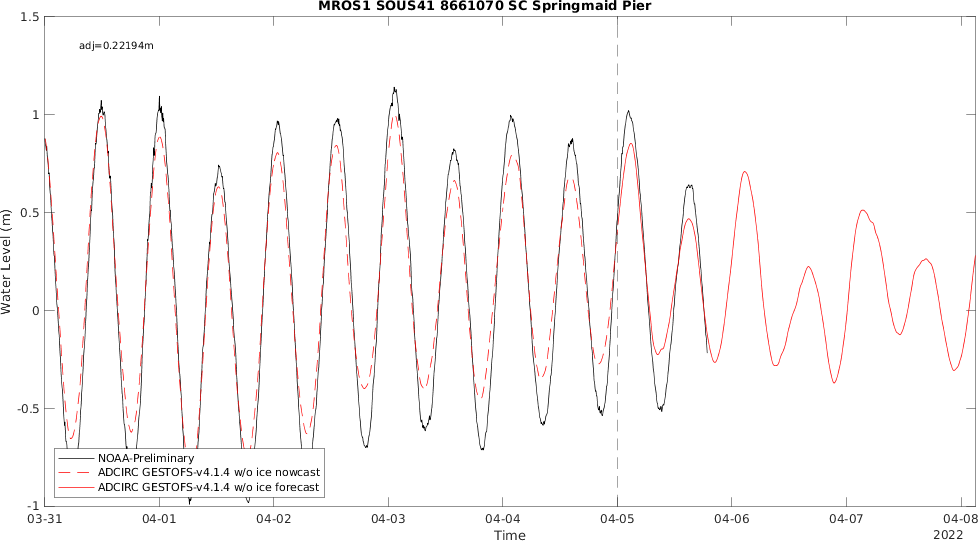 MROS1 SOUS41 8661070 SC Springmaid Pier
1.5
adj=0.22194m
1
0.5
Water Level (m)
0
-0.5
NOAA-Preliminary
ADCIRC GESTOFS-v4.1.4 w/o ice nowcast
ADCIRC GESTOFS-v4.1.4 w/o ice forecast
-1
03-31 04-01 04-02 04-03 04-04 04-05 04-06 04-07 04-08
Time 2022